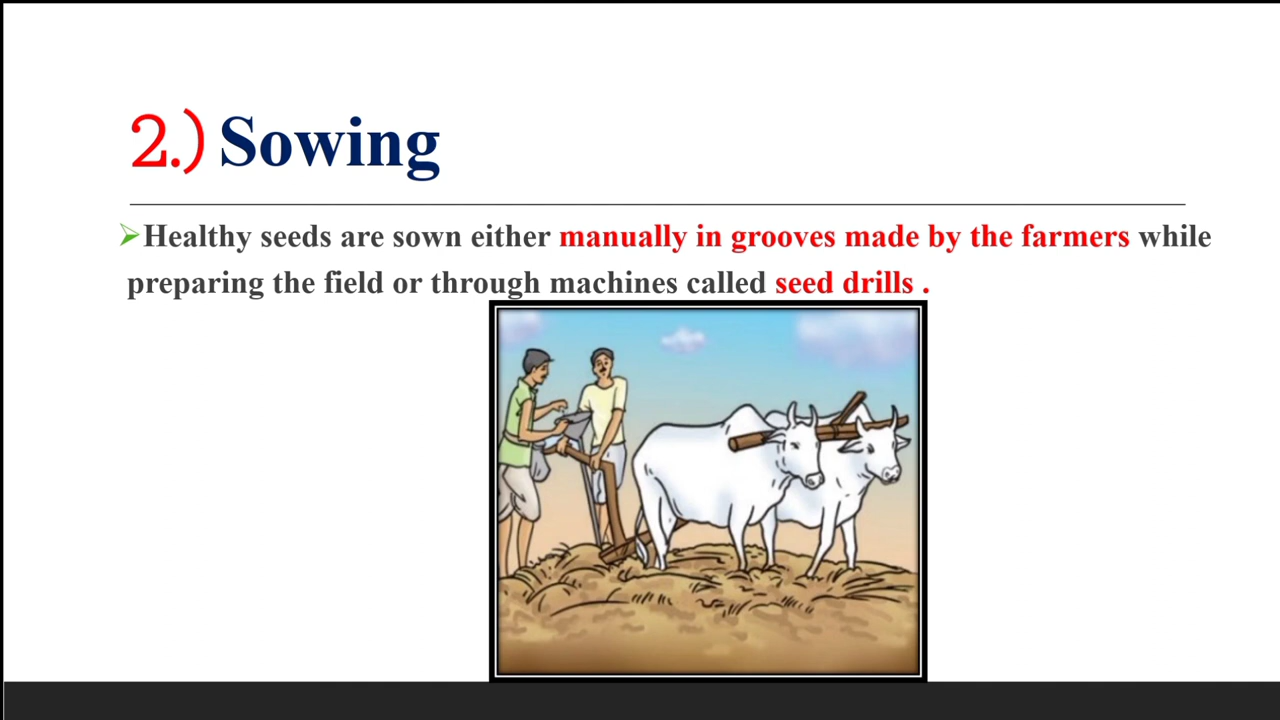 2.) Sowing
➢Healthy seeds are sown either manually in grooves made by the farmers while
preparing the field or through machines called seed drills .